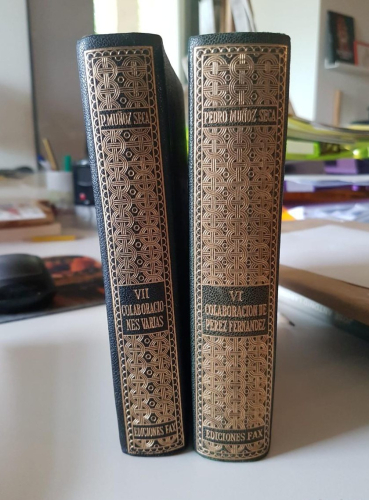 P. MUÑOZ SECA
VII
COLABORACIO
NES VARIAS
EDICIONES FAX
PEDRO MUÑOZ SECA
VI
COLABORACION DE
PEREZ FERNANDEZ
EDICIONES FAX